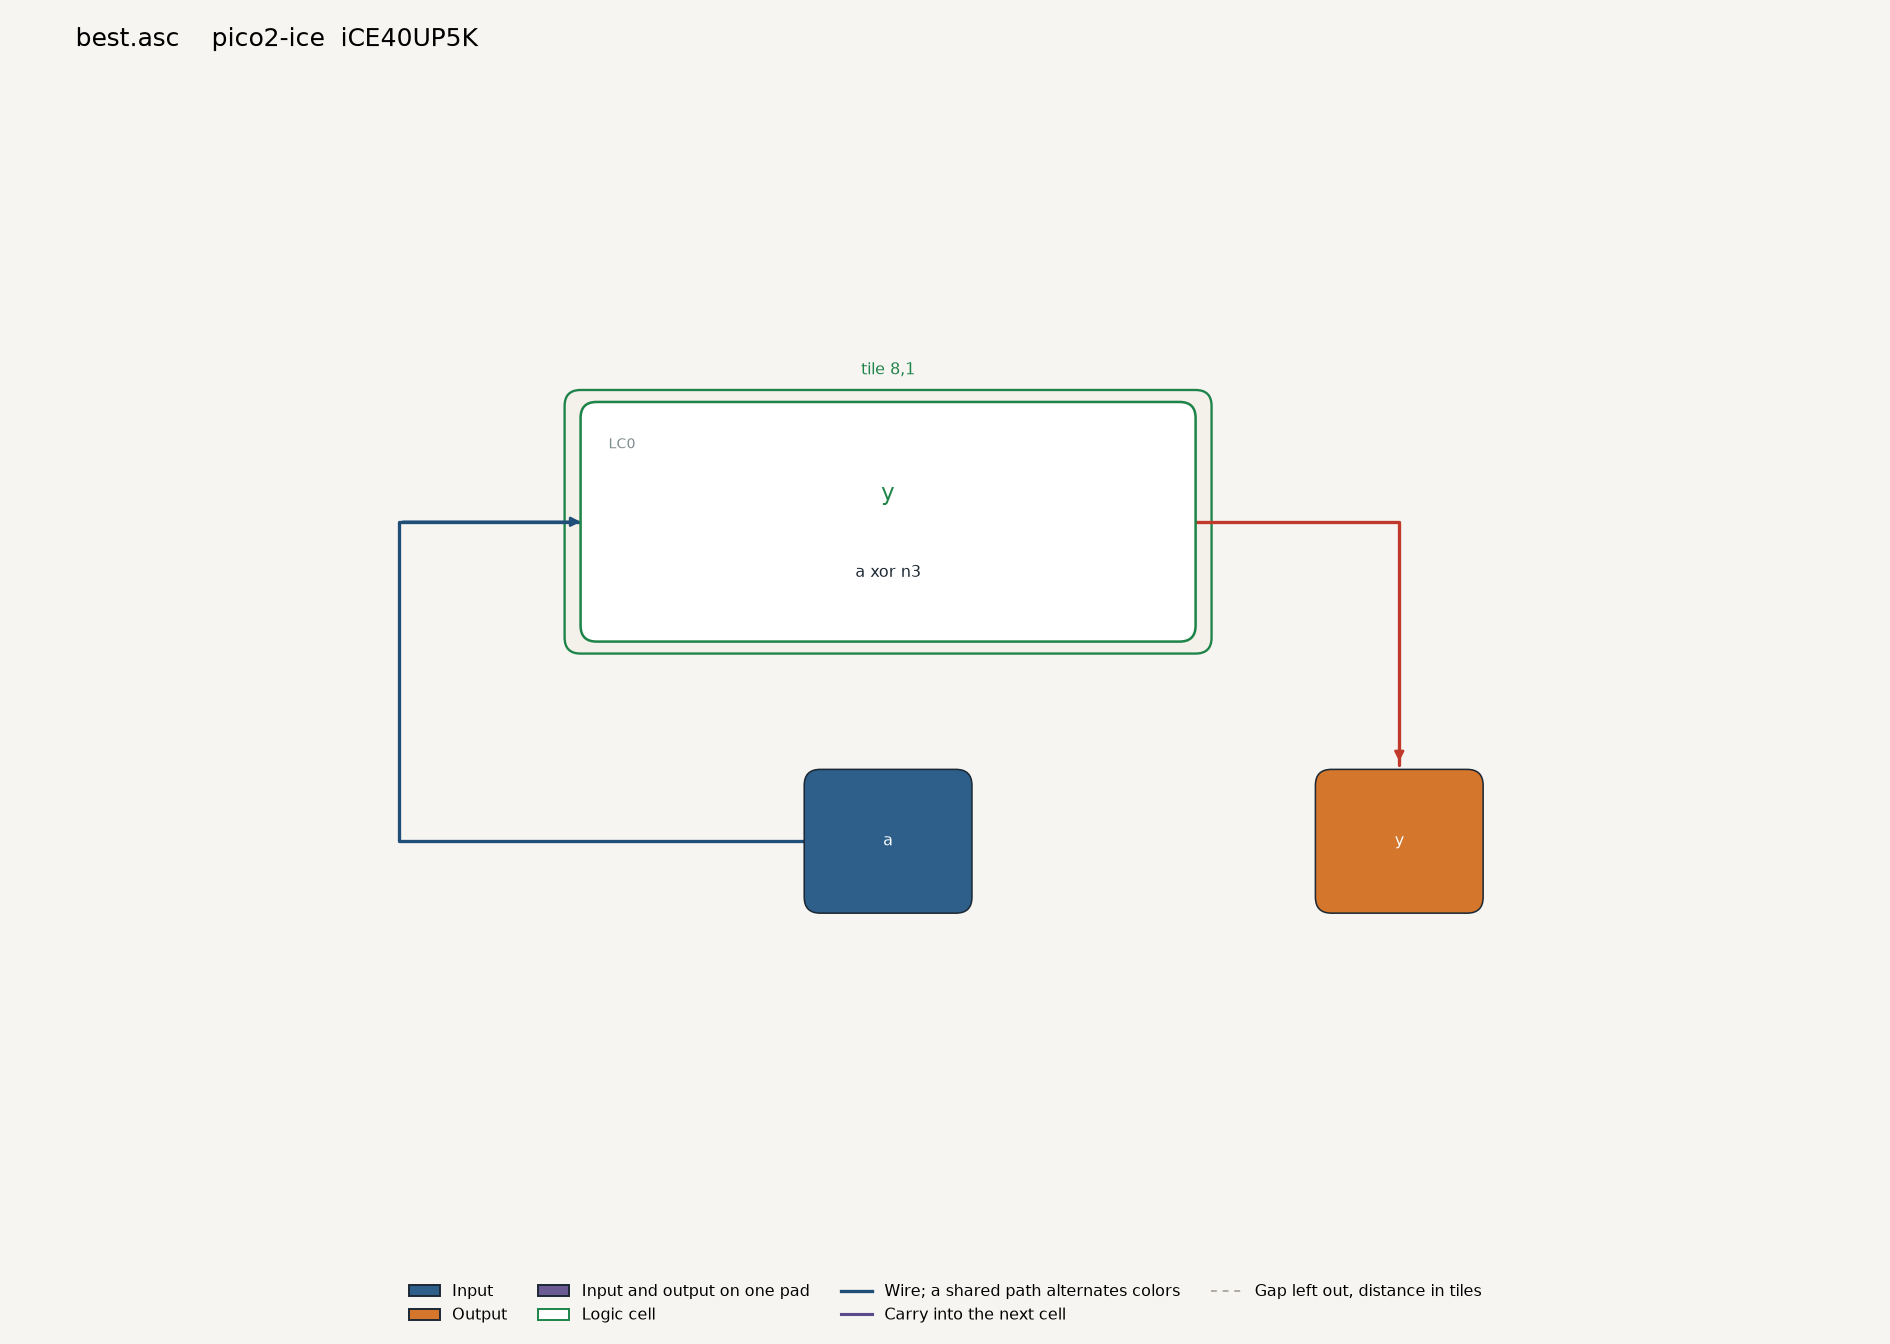 best.asc    pico2-ice  iCE40UP5K
tile 8,1
LC0
y
a xor n3
a
y
Input
Output
Input and output on one pad
Logic cell
Wire; a shared path alternates colors
Carry into the next cell
Gap left out, distance in tiles